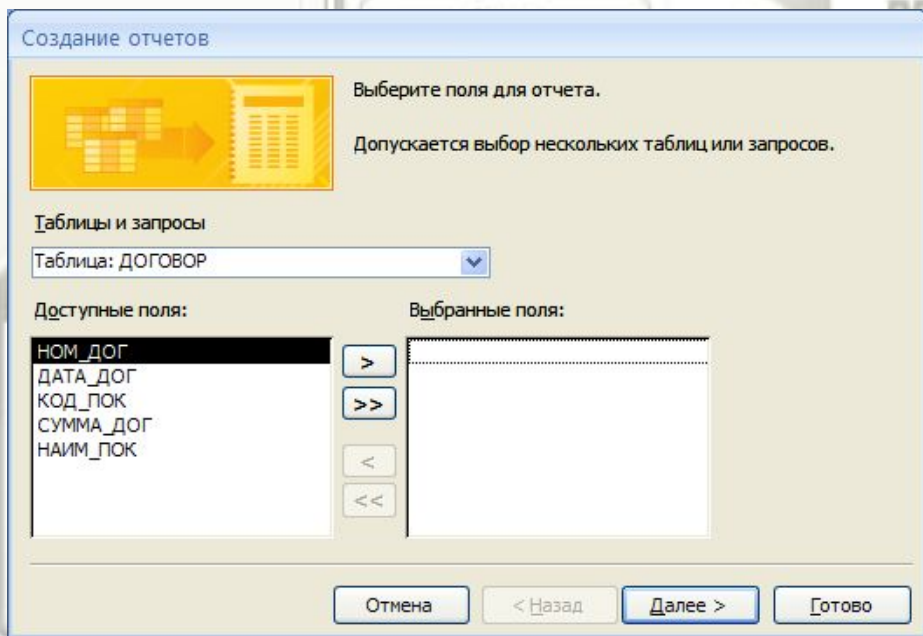 Создание отчетов
Выберите поля для отчета.
Допускается выбор нескольких таблиц или запросов.
Таблицы и запросы
Таблица: ДОГОВОР
Доступные поля:
Выбранные поля:
НОМ_ДОГ
ДАТА_ДОГ
КОД_ПОК
СУММА_ДОГ
НАИМ_ПОК
>
>>
<
<<
Отмена
< Назад
Далее >
Готово